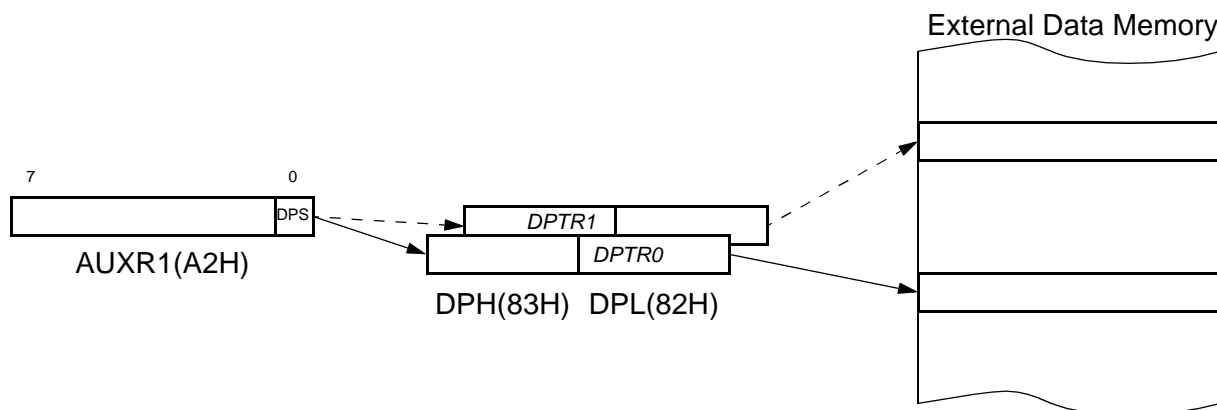 External Data Memory
7 0
DPS
DPTR1
DPTR0
AUXR1(A2H)
DPH(83H) DPL(82H)